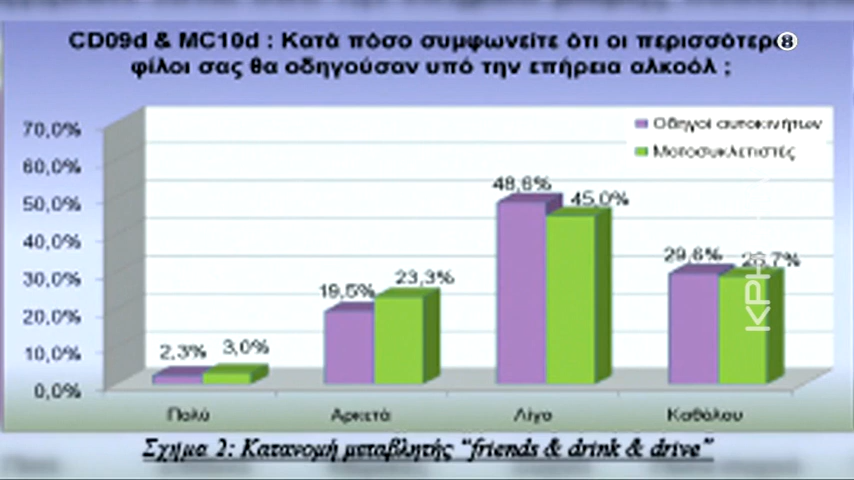 CD09d & MC10d : Κατά πόσο συμφωνείτε ότι οι περισσότεροι
φίλοι σας θα οδηγούσαν υπό την επήρεια αλκοόλ ;
8
70,0%
60,0%
50,0%
40,0%
30,0%
20,0%
10,0%
0,0%
Οδηγοί αυτοκινήτων
Μοτοσυκλετιστές
2,3%
3,0%
19,5%
23,3%
48,6%
45,0%
29,6%
ΚΡΗ
Πολύ
Αρκετά
Λίγο
Καθόλου
Σχήμα 2: Κατανομή μεταβλητής "friends & drink & drive"